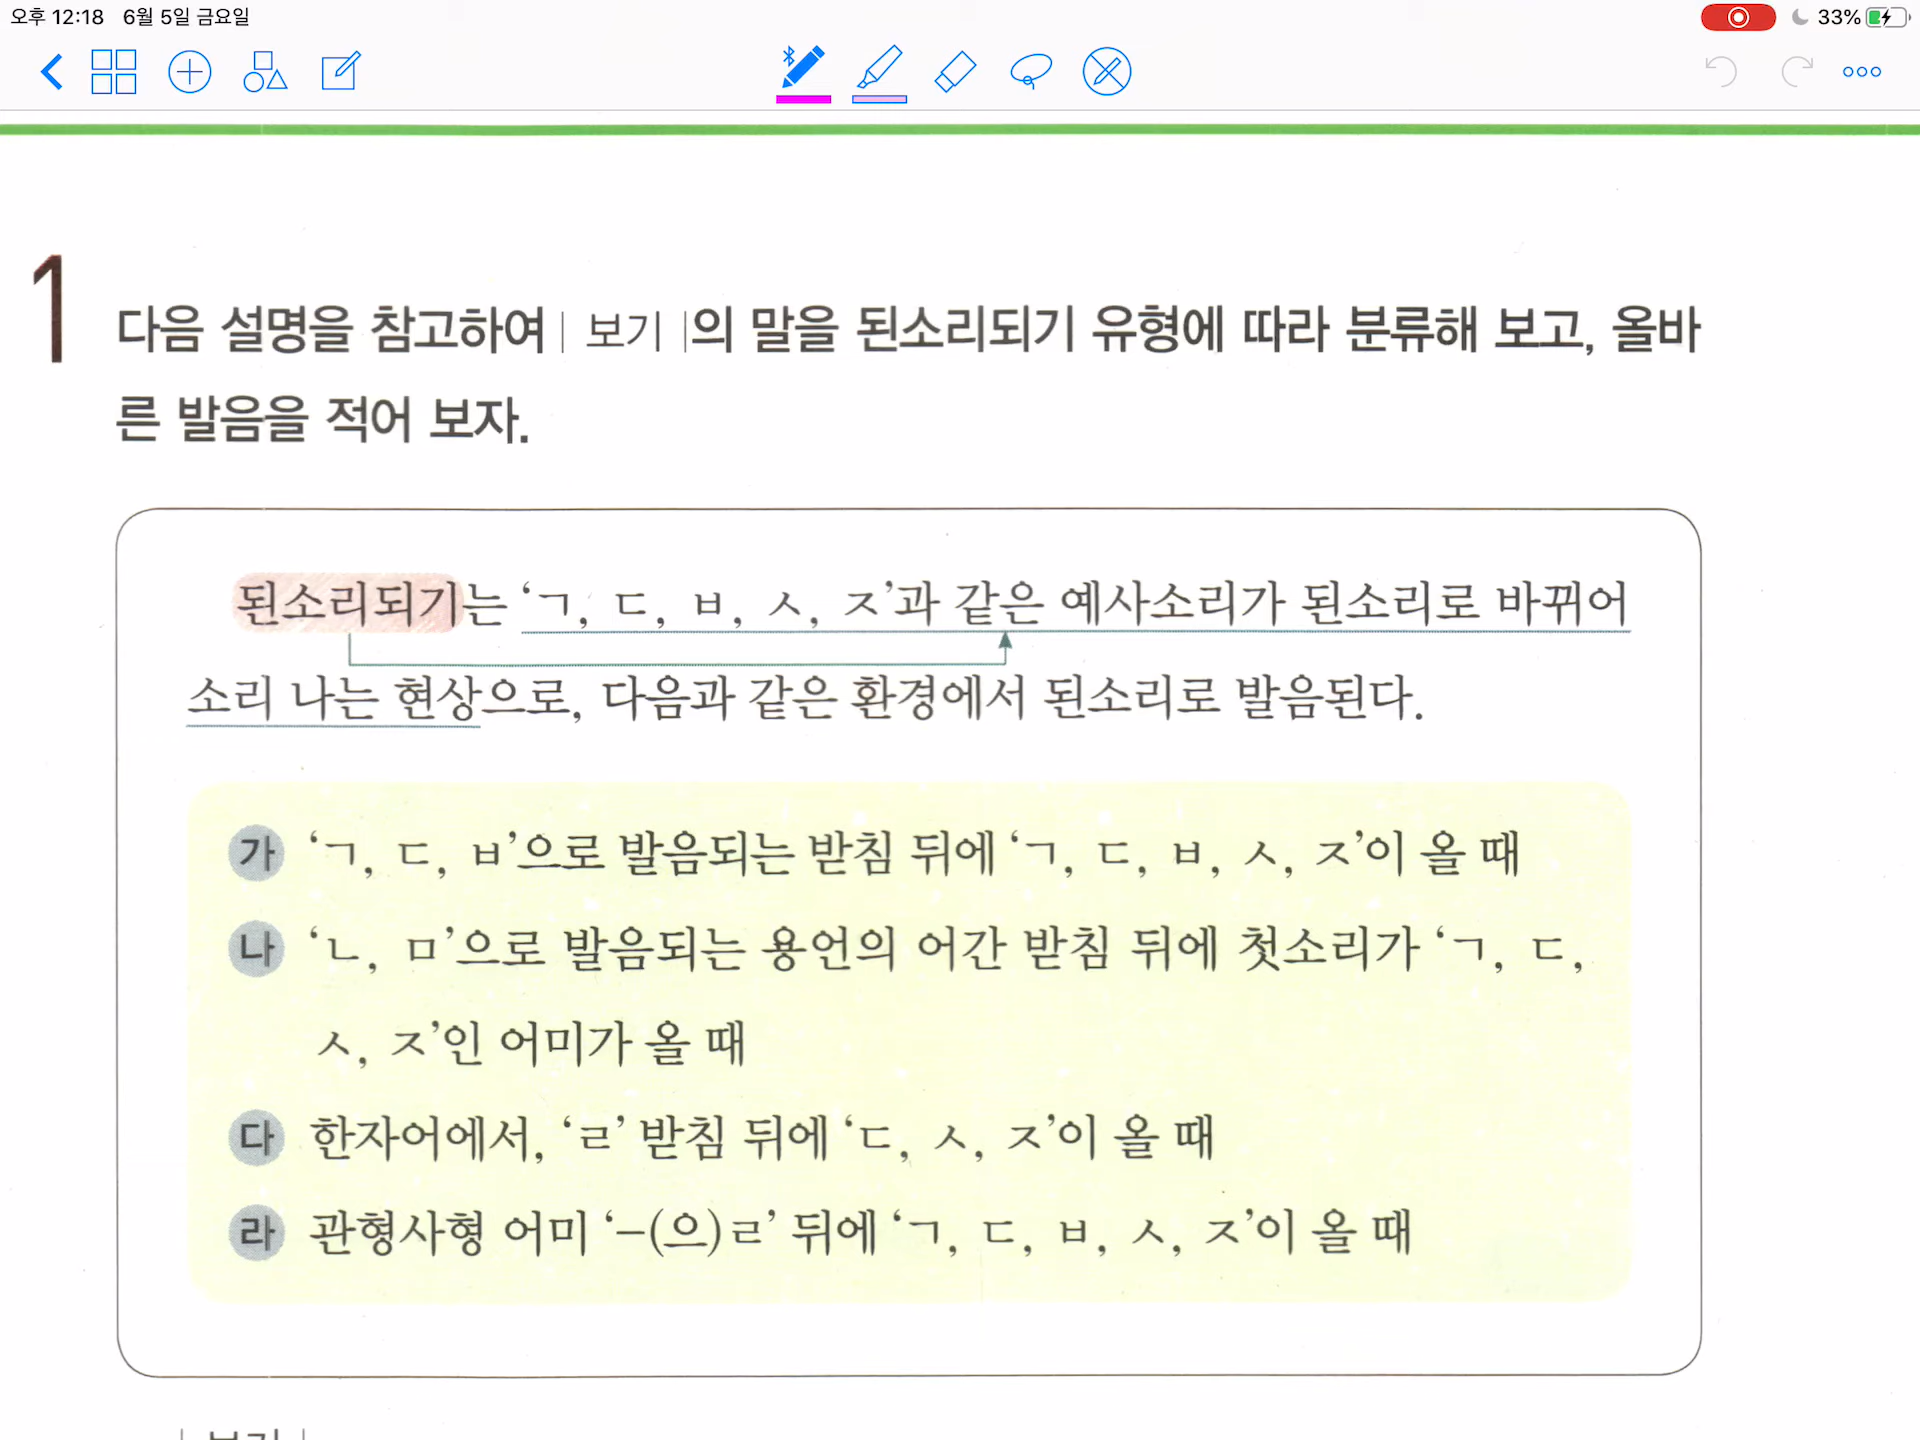 오후 12:18 6월 5일 금요일
33%
1
다음 설명을 참고하여 | 보기 |의 말을 된소리되기 유형에 따라 분류해 보고, 올바
른 발음을 적어 보자.
된소리되기는 ‘ㄱ, ㄷ, ㅂ, ㅅ, ㅈ’과 같은 예사소리가 된소리로 바뀌어
소리 나는 현상으로, 다음과 같은 환경에서 된소리로 발음된다.
가 ‘ㄱ, ㄷ, ㅂ’으로 발음되는 받침 뒤에 ‘ㄱ, ㄷ, ㅂ, ㅅ, ㅈ’이 올 때
나 ‘ㄴ, ㅁ’으로 발음되는 용언의 어간 받침 뒤에 첫소리가 ‘ㄱ, ㄷ,
ㅅ, ㅈ’인 어미가 올 때
다 한자어에서, ‘ㄹ’ 받침 뒤에 ‘ㄷ, ㅅ, ㅈ’이 올 때
라 관형사형 어미 ‘-(으)ㄹ’ 뒤에 ‘ㄱ, ㄷ, ㅂ, ㅅ, ㅈ’이 올 때